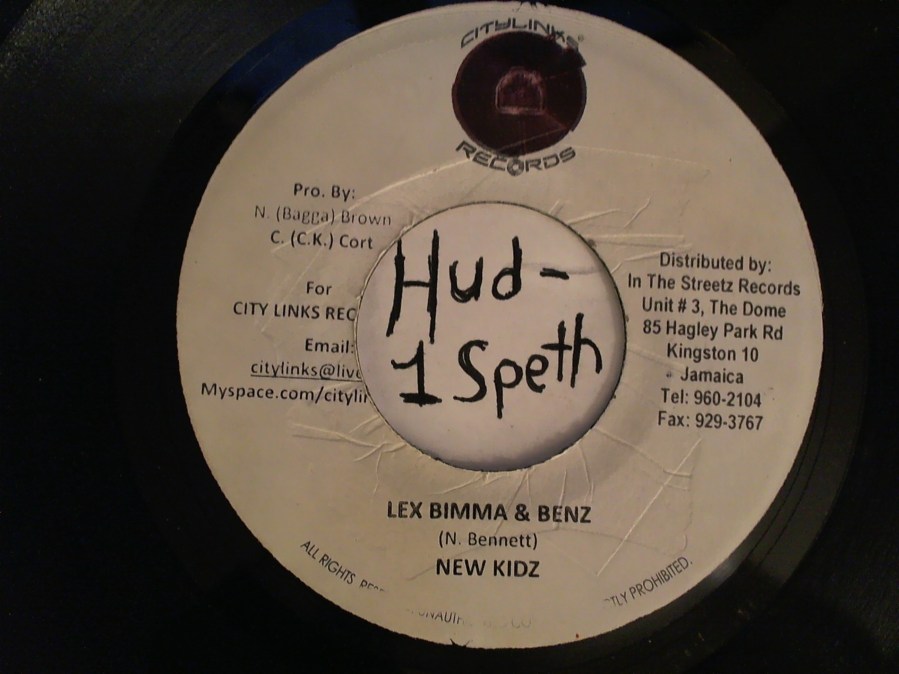 CITYLINKS
RECORDS
Pro. By:
N. (Bagga) Brown
C. (C.K.) Cort
For
CITY LINKS REC
Email:
citylinks@live
Myspace.com/citylin
Hud-
1 Speth
Distributed by:
In The Streetz Records
Unit # 3, The Dome
85 Hagley Park Rd
Kingston 10
Jamaica
Tel: 960-2104
Fax: 929-3767
LEX BIMMA & BENZ
(N. Bennett)
NEW KIDZ
ALL RIGHTS
PROHIBITED.